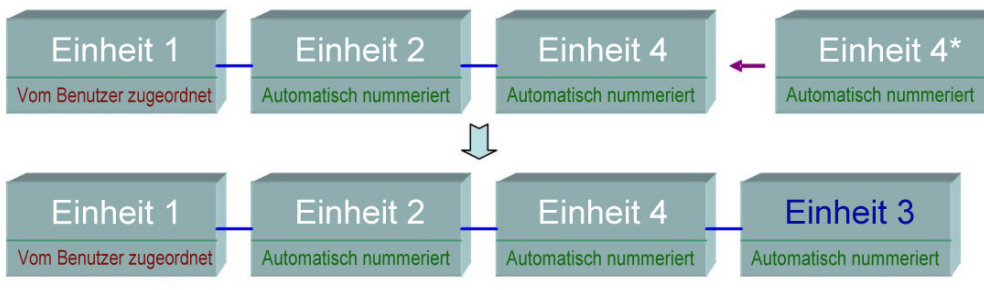 Einheit 1
Vom Benutzer zugeordnet
Einheit 2
Automatisch nummeriert
Einheit 4
Automatisch nummeriert
Einheit 4*
Automatisch nummeriert
Einheit 1
Vom Benutzer zugeordnet
Einheit 2
Automatisch nummeriert
Einheit 4
Automatisch nummeriert
Einheit 3
Automatisch nummeriert